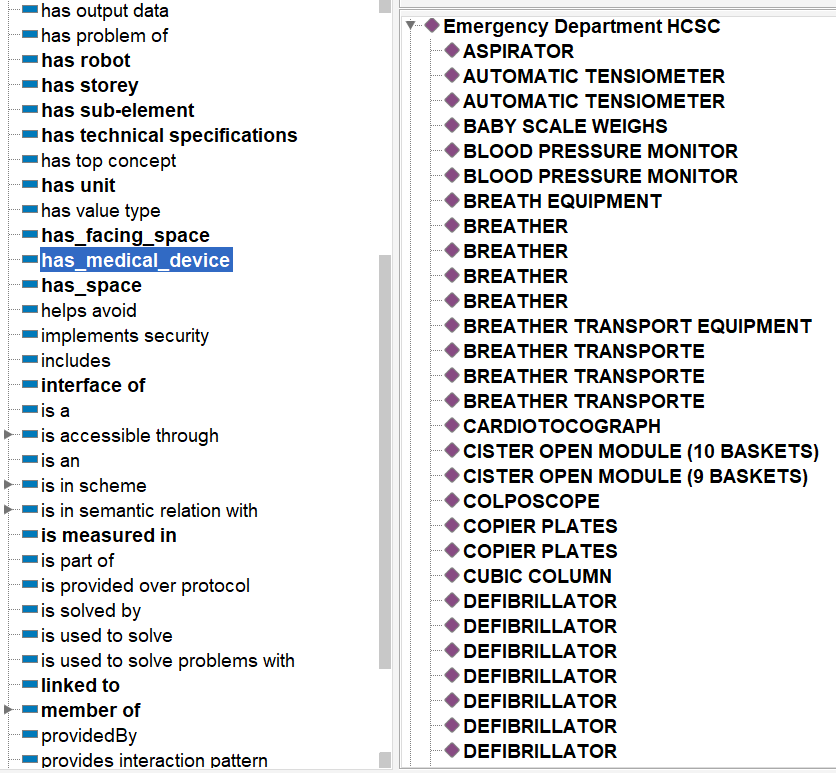 has output data
has problem of
has robot
has storey
has sub-element
has technical specifications
has top concept
has unit
has value type
has_facing_space
has_medical_device
has_space
helps avoid
implements security
includes
interface of
is a
is accessible through
is an
is in scheme
is in semantic relation with
is measured in
is part of
is provided over protocol
is solved by
is used to solve
is used to solve problems with
linked to
member of
providedBy
provides interaction pattern
Emergency Department HCSC
ASPIRATOR
AUTOMATIC TENSIOMETER
AUTOMATIC TENSIOMETER
BABY SCALE WEIGHS
BLOOD PRESSURE MONITOR
BLOOD PRESSURE MONITOR
BREATH EQUIPMENT
BREATHER
BREATHER
BREATHER
BREATHER
BREATHER TRANSPORT EQUIPMENT
BREATHER TRANSPORTE
BREATHER TRANSPORTE
BREATHER TRANSPORTE
CARDIOTOCOGRAPH
CISTER OPEN MODULE (10 BASKETS)
CISTER OPEN MODULE (9 BASKETS)
COLPOSCOPE
COPIER PLATES
COPIER PLATES
CUBIC COLUMN
DEFIBRILLATOR
DEFIBRILLATOR
DEFIBRILLATOR
DEFIBRILLATOR
DEFIBRILLATOR
DEFIBRILLATOR
DEFIBRILLATOR